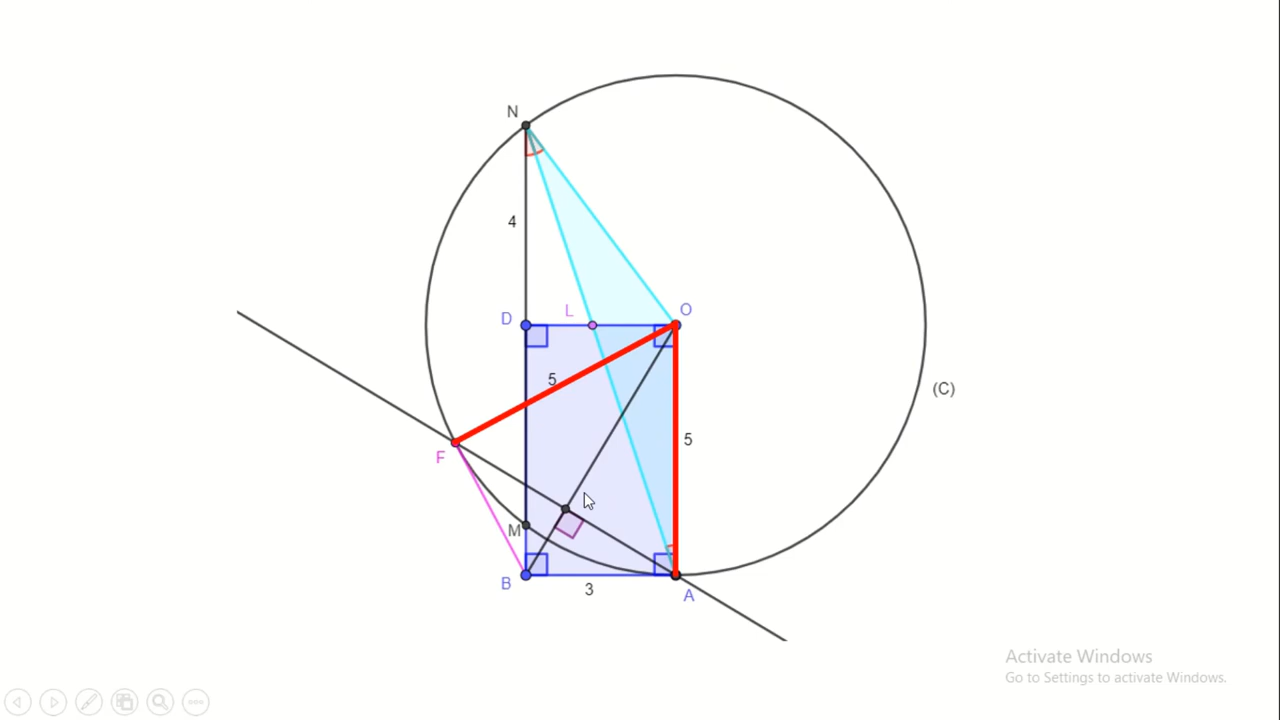 N
4
D
L
O
5
(C)
5
F
M
B
3
A
Activate Windows
Go to Settings to activate Windows.